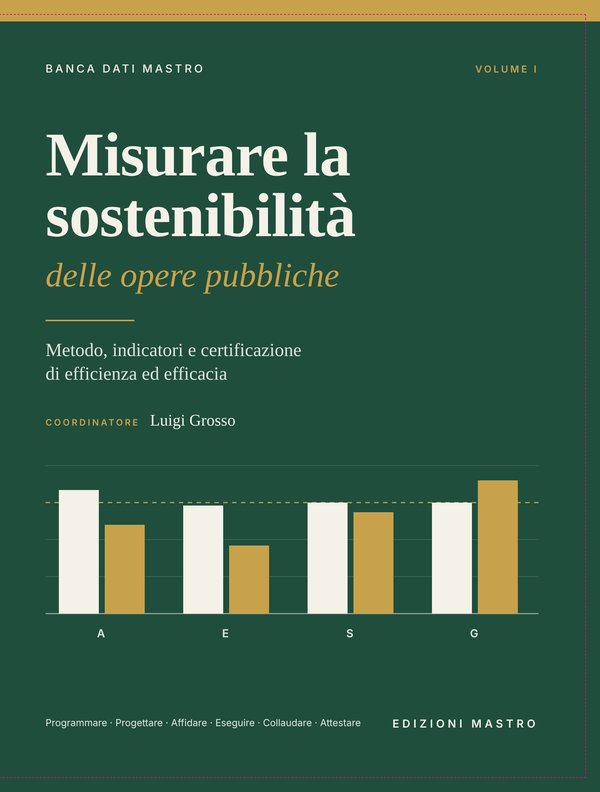 BANCA DATI MASTRO
VOLUME I
Misurare la
sostenibilità
delle opere pubbliche
Metodo, indicatori e certificazione
di efficienza ed efficacia
COORDINATORE Luigi Grosso
A E S G
Programmare · Progettare · Affidare · Eseguire · Collaudare · Attestare
EDIZIONI MASTRO